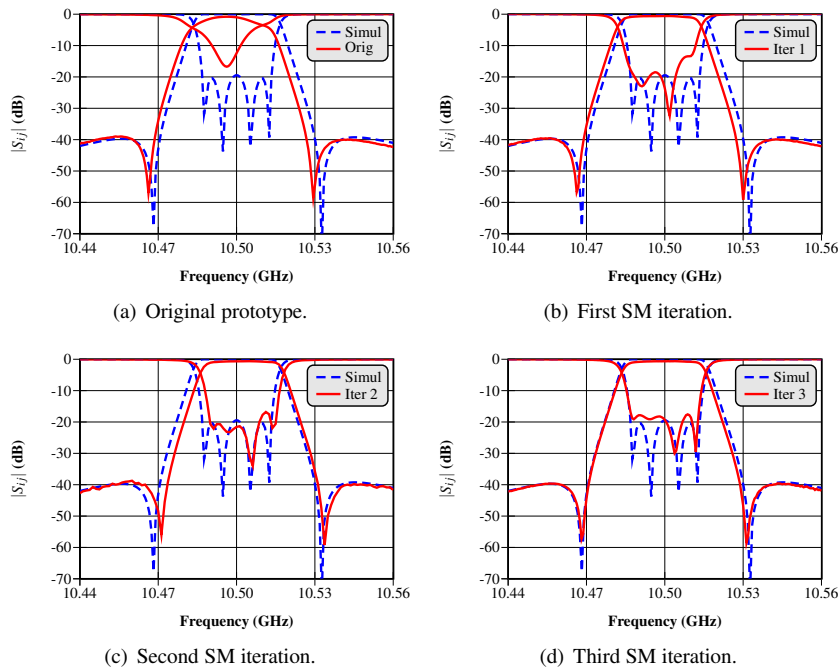 0
-10
-20
-30
-40
-50
-60
-70
|Sij| (dB)
Simul
Orig
10.44 10.47 10.50 10.53 10.56
Frequency (GHz)
(a) Original prototype.
0
-10
-20
-30
-40
-50
-60
-70
|Sij| (dB)
Simul
Iter 1
10.44 10.47 10.50 10.53 10.56
Frequency (GHz)
(b) First SM iteration.
0
-10
-20
-30
-40
-50
-60
-70
|Sij| (dB)
Simul
Iter 2
10.44 10.47 10.50 10.53 10.56
Frequency (GHz)
(c) Second SM iteration.
0
-10
-20
-30
-40
-50
-60
-70
|Sij| (dB)
Simul
Iter 3
10.44 10.47 10.50 10.53 10.56
Frequency (GHz)
(d) Third SM iteration.